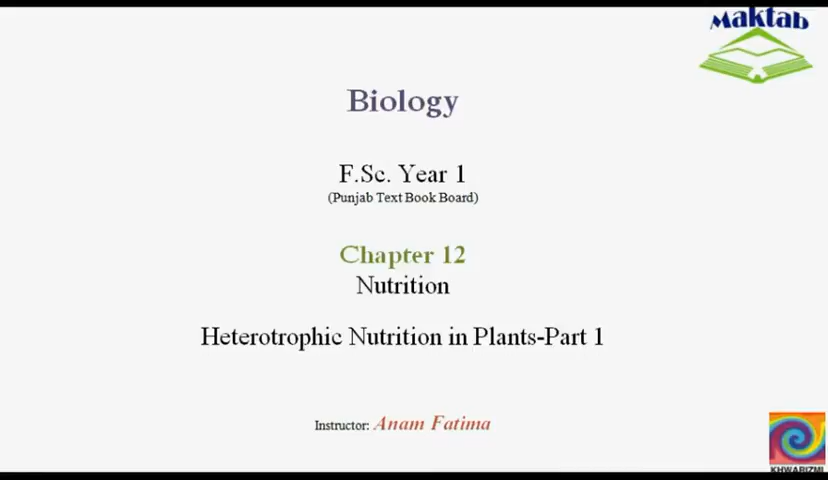 Maktab
Biology
F.Sc. Year 1
(Punjab Text Book Board)
Chapter 12
Nutrition
Heterotrophic Nutrition in Plants-Part 1
Instructor: Anam Fatima
KHWARIZMI